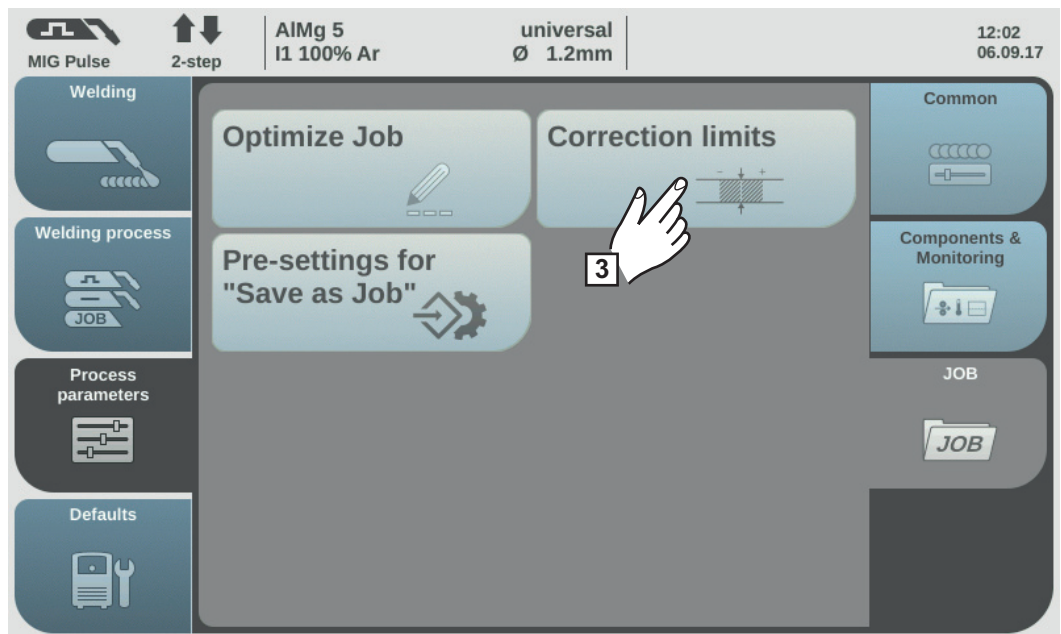 MIG Pulse
2-step
AlMg 5
I1 100% Ar
universal
Ø 1.2mm
12:02
06.09.17
Welding
Welding process
JOB
Process
parameters
Defaults
Optimize Job
Correction limits
- +
3
Pre-settings for
"Save as Job"
Common
Components &
Monitoring
JOB
JOB